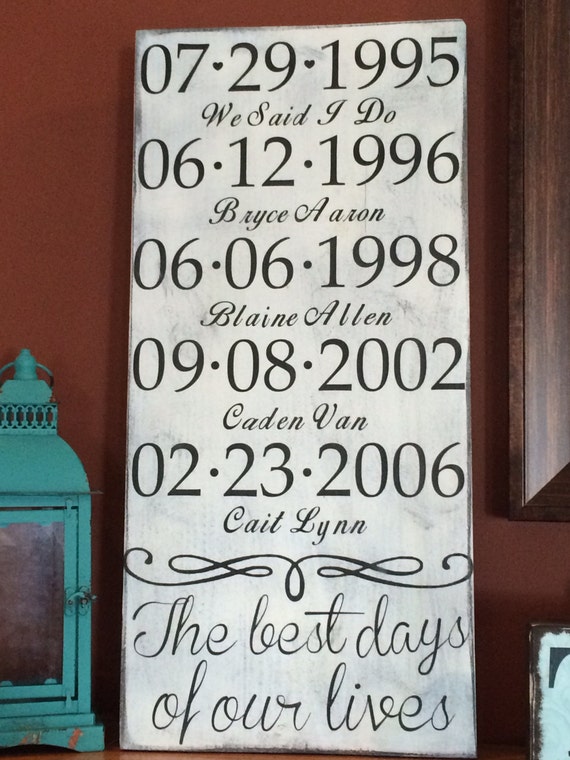 07·29♥1995
We Said I Do
06·12·1996
Bryce Aaron
06·06·1998
Blaine Allen
09·08·2002
Caden Van
02·23·2006
Cait Lynn
The best days
of our lives